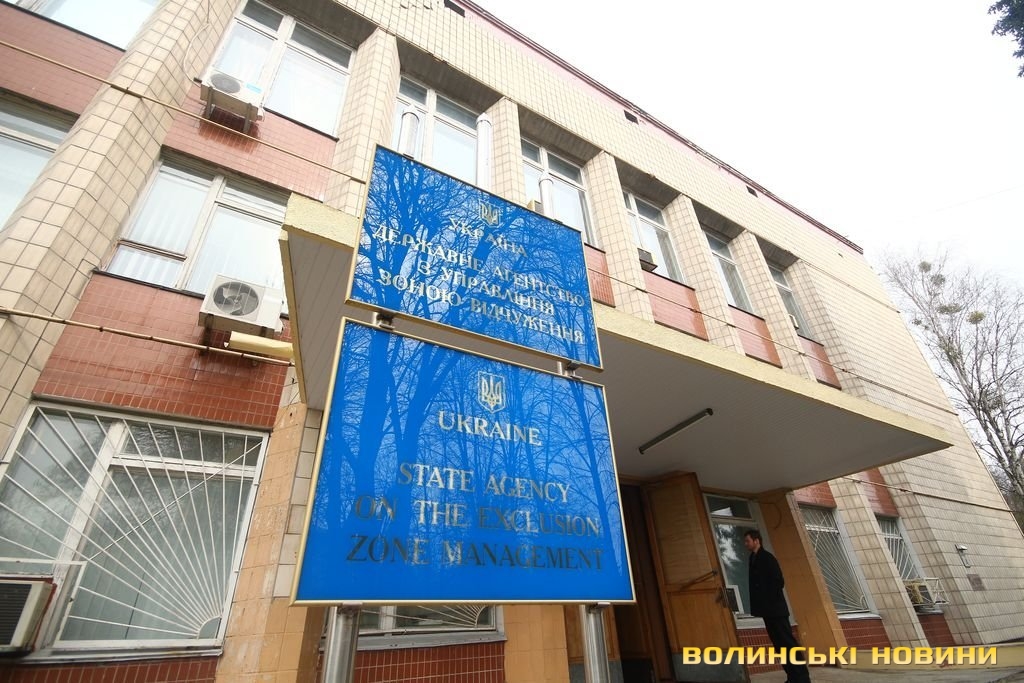 УКРАЇНА
ДЕРЖАВНЕ АГЕНТСТВО
З УПРАВЛІННЯ
ЗОНОЮ ВІДЧУЖЕННЯ
UKRAINE
STATE AGENCY
ON THE EXCLUSION
ZONE MANAGEMENT
ВОЛИНСЬКІ НОВИНИ